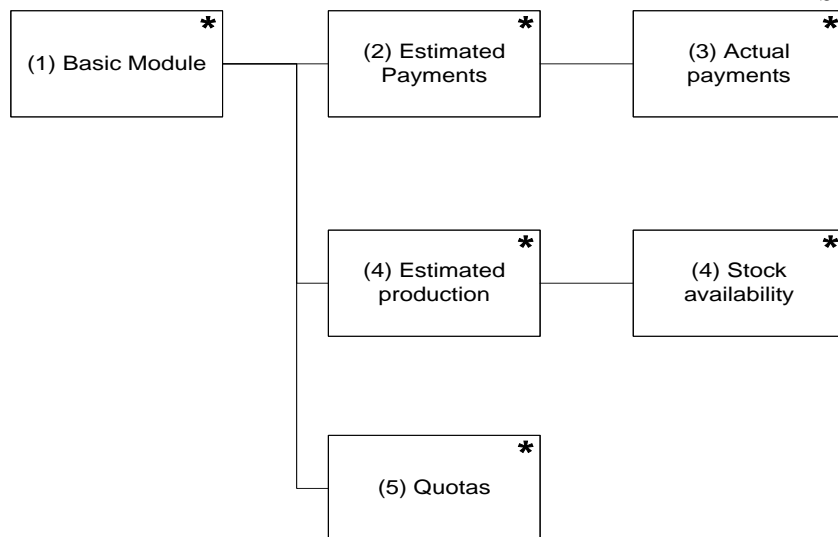 *
(1) Basic Module
*
(2) Estimated
Payments
*
(3) Actual
payments
*
(4) Estimated
production
*
(4) Stock
availability
*
(5) Quotas